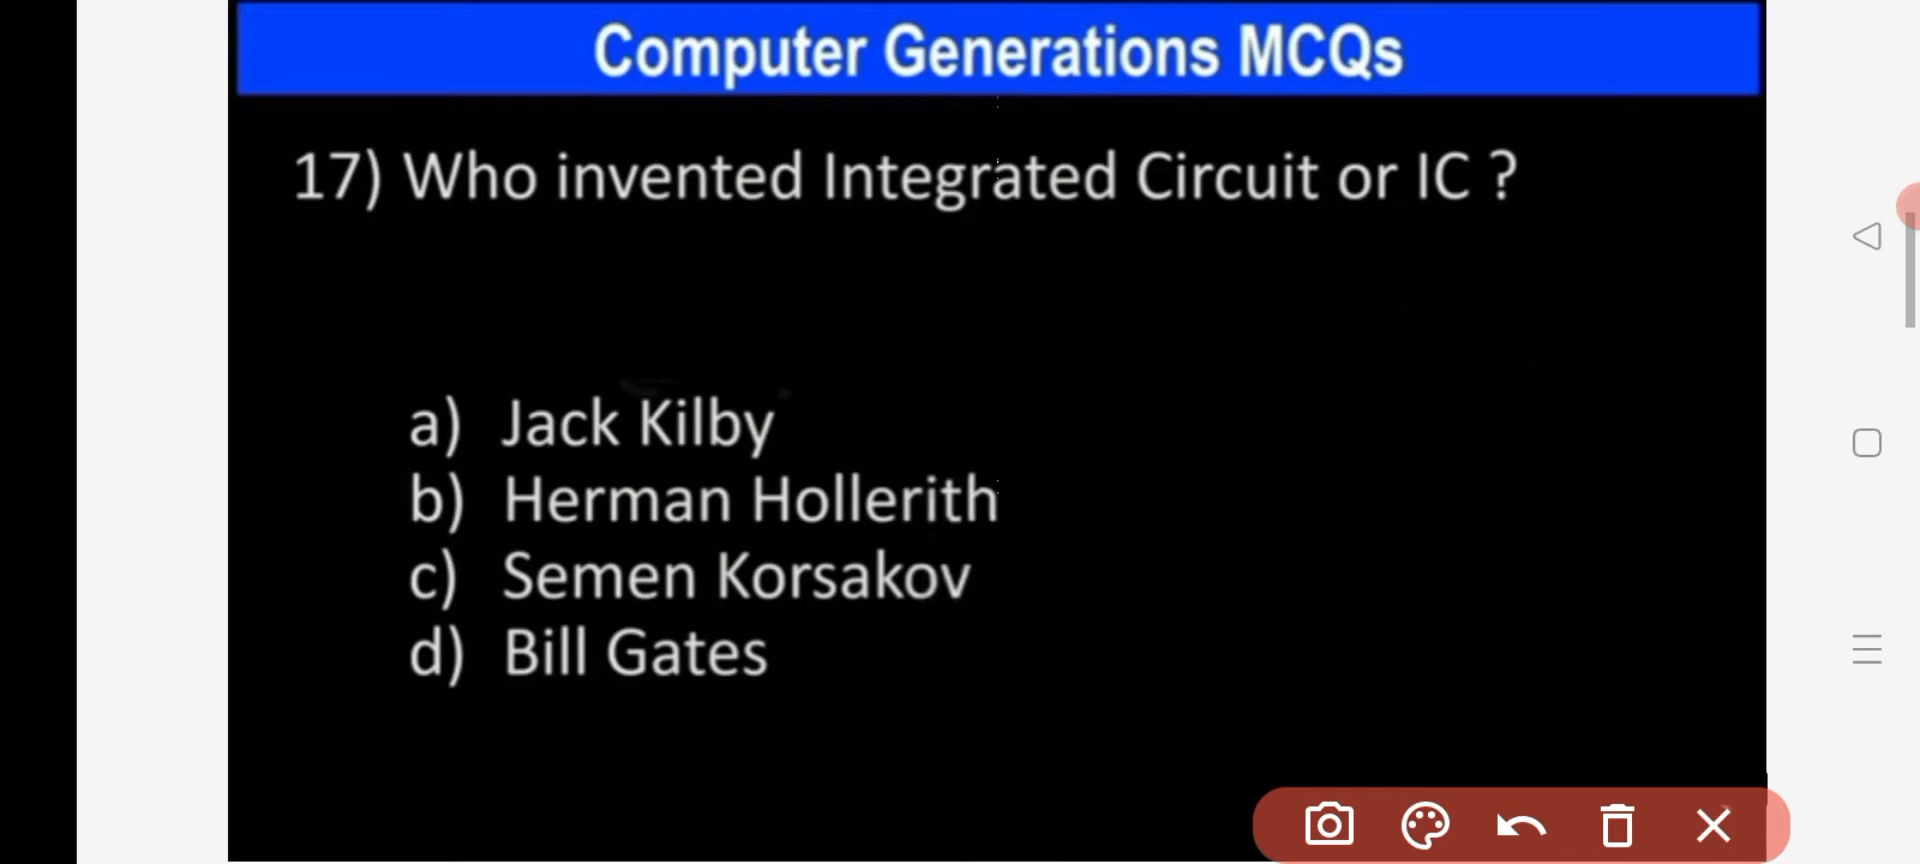 Computer Generations MCQs
17) Who invented Integrated Circuit or IC ?
a) Jack Kilby
b) Herman Hollerith
c) Semen Korsakov
d) Bill Gates